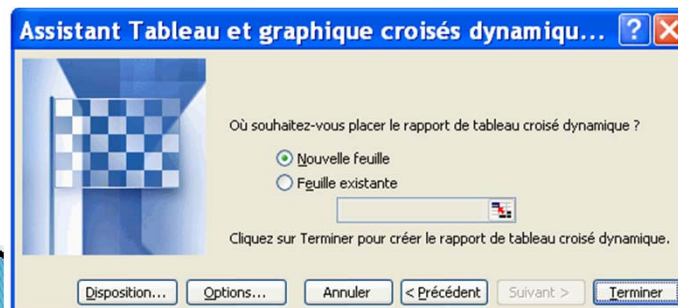 Assistant Tableau et graphique croisés dynamiqu...
Où souhaitez-vous placer le rapport de tableau croisé dynamique ?
Nouvelle feuille
Feuille existante
Cliquez sur Terminer pour créer le rapport de tableau croisé dynamique.
Disposition... Options... Annuler < Précédent Suivant > Terminer